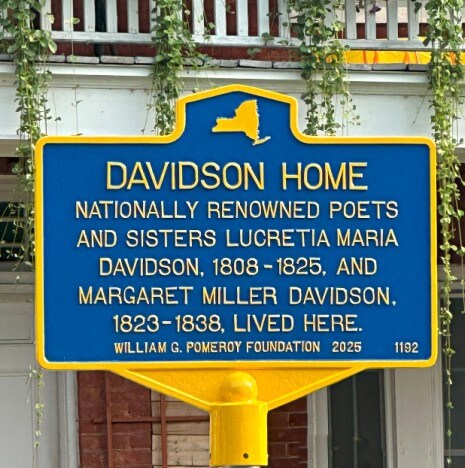 DAVIDSON HOME
NATIONALLY RENOWNED POETS
AND SISTERS LUCRETIA MARIA
DAVIDSON, 1808-1825, AND
MARGARET MILLER DAVIDSON,
1823-1838, LIVED HERE.
WILLIAM G. POMEROY FOUNDATION 2025 1192